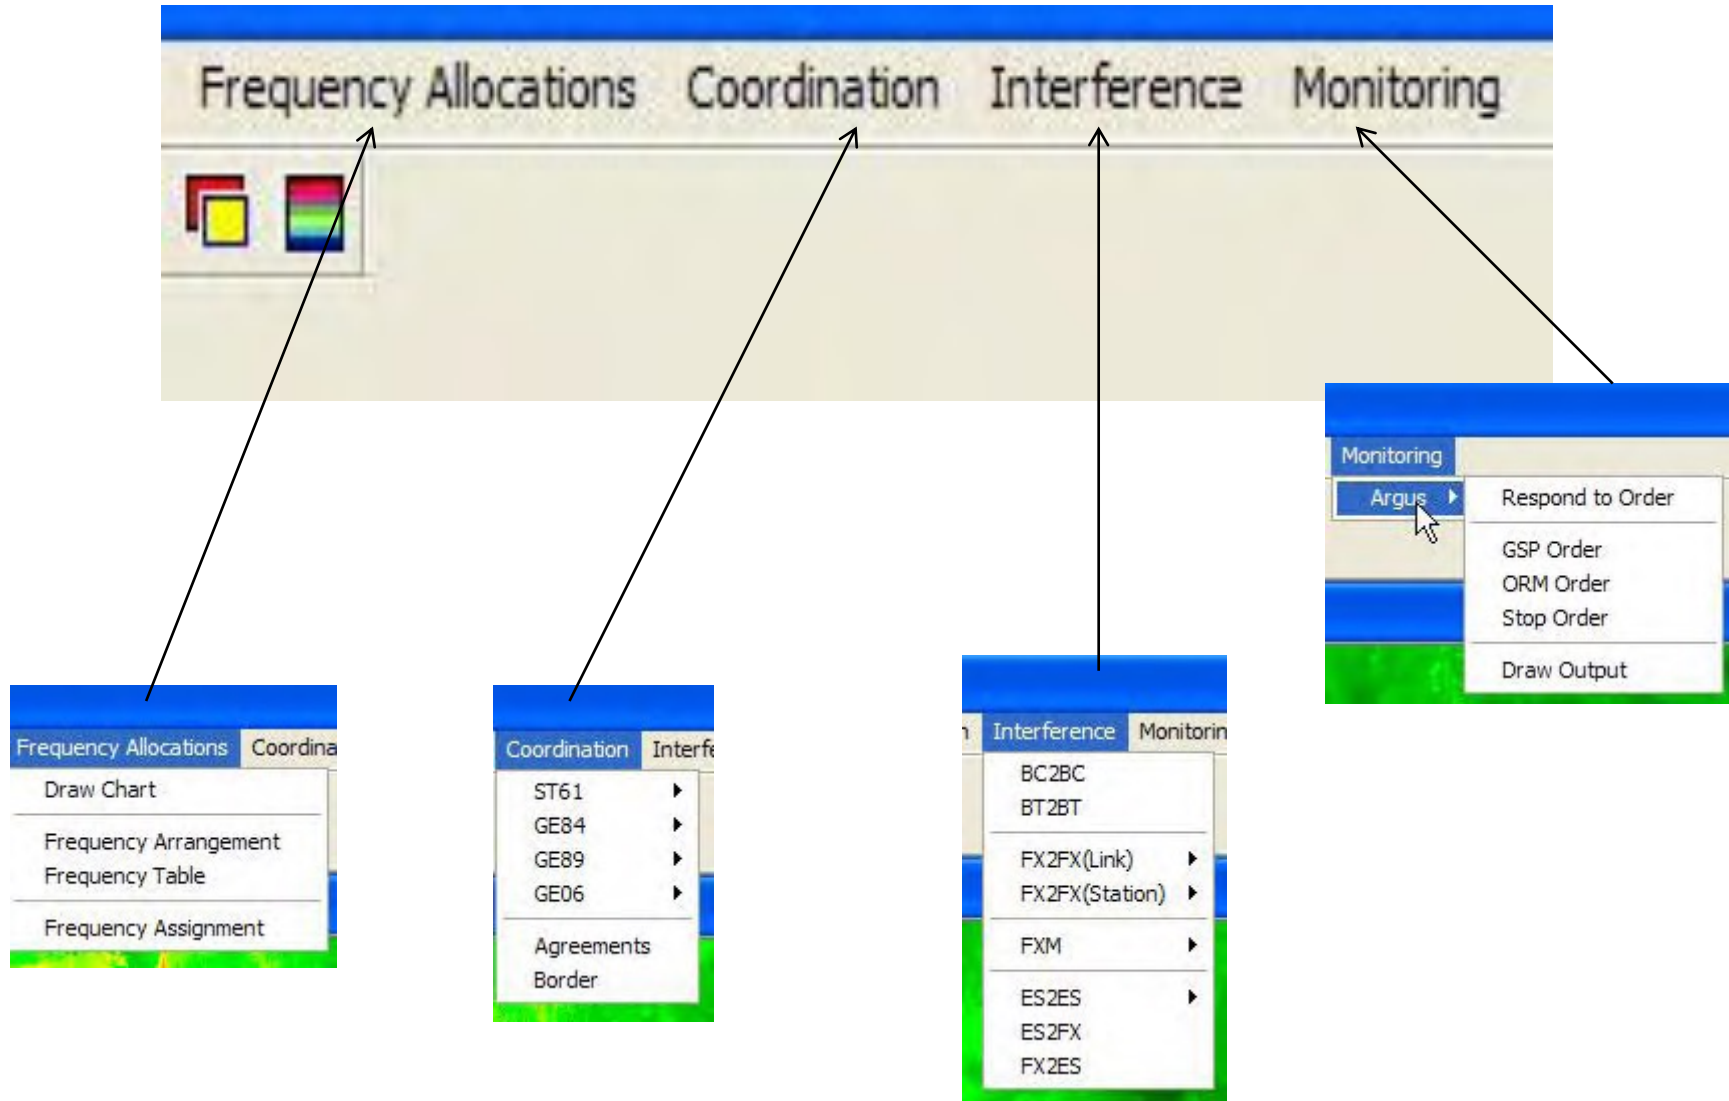 Frequency Allocations Coordination Interference Monitoring
Monitoring
Argus
Respond to Order
GSP Order
ORM Order
Stop Order
Draw Output
Frequency Allocations Coordina
Draw Chart
Frequency Arrangement
Frequency Table
Frequency Assignment
Coordination Interfe
ST61
GE84
GE89
GE06
Agreements
Border
n Interference Monitorin
BC2BC
BT2BT
FX2FX(Link)
FX2FX(Station)
FXM
ES2ES
ES2FX
FX2ES